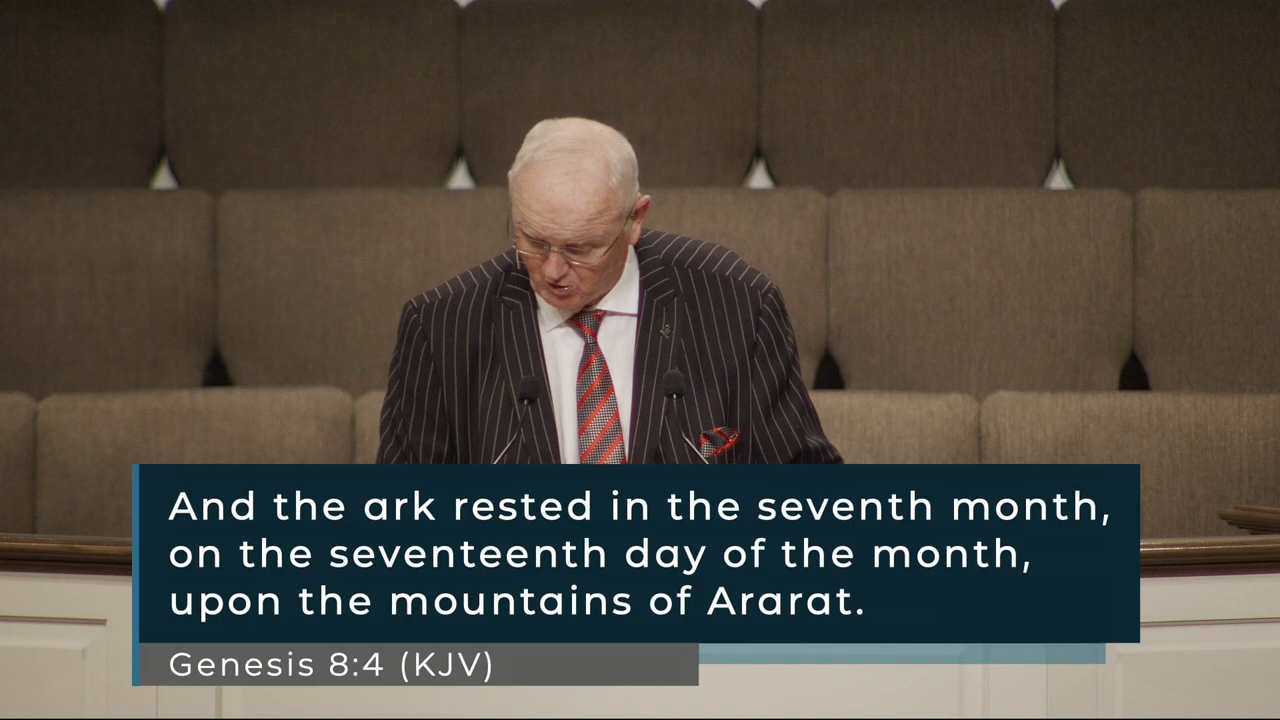 And the ark rested in the seventh month,
on the seventeenth day of the month,
upon the mountains of Ararat.
Genesis 8:4 (KJV)